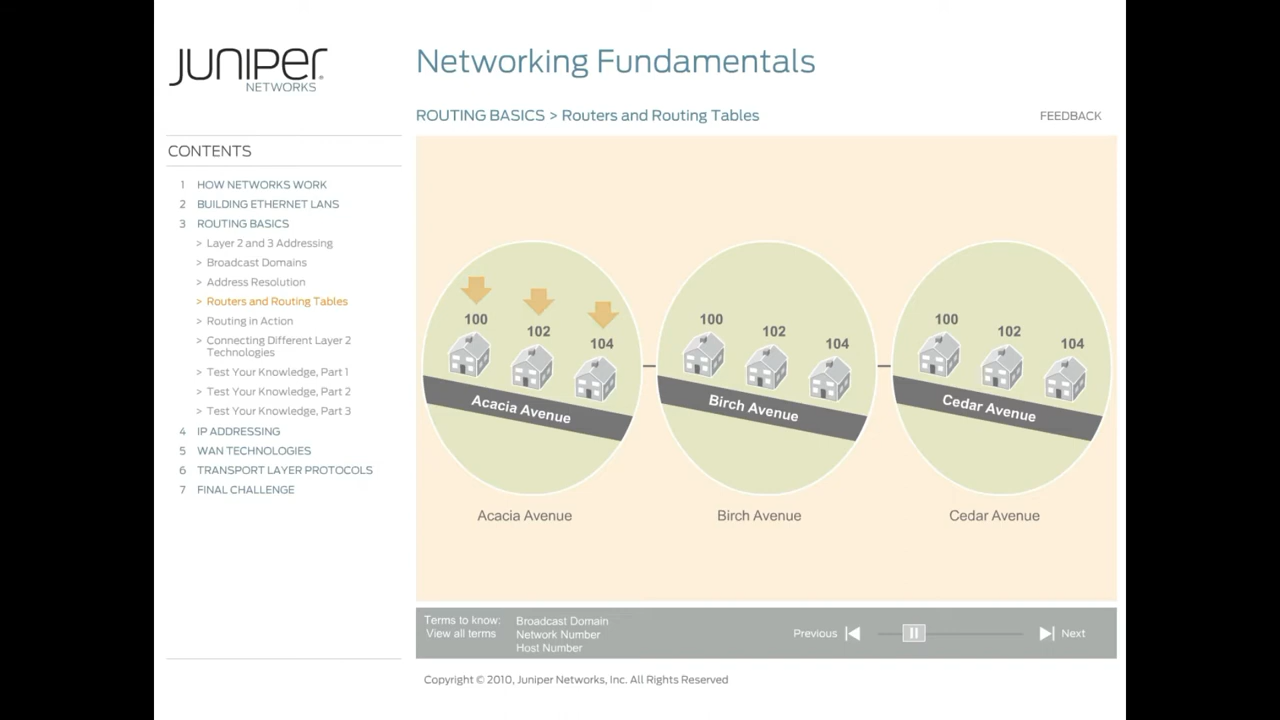 JUNIPER
NETWORKS
Networking Fundamentals
ROUTING BASICS > Routers and Routing Tables
FEEDBACK
CONTENTS
1 HOW NETWORKS WORK
2 BUILDING ETHERNET LANS
3 ROUTING BASICS
> Layer 2 and 3 Addressing
> Broadcast Domains
> Address Resolution
> Routers and Routing Tables
> Routing in Action
> Connecting Different Layer 2
Technologies
> Test Your Knowledge, Part 1
> Test Your Knowledge, Part 2
> Test Your Knowledge, Part 3
4 IP ADDRESSING
5 WAN TECHNOLOGIES
6 TRANSPORT LAYER PROTOCOLS
7 FINAL CHALLENGE
100
102
104
Acacia Avenue
Acacia Avenue
100
102
104
Birch Avenue
Birch Avenue
100
102
104
Cedar Avenue
Cedar Avenue
Terms to know:
View all terms
Broadcast Domain
Network Number
Host Number
Previous
Next
Copyright © 2010, Juniper Networks, Inc. All Rights Reserved